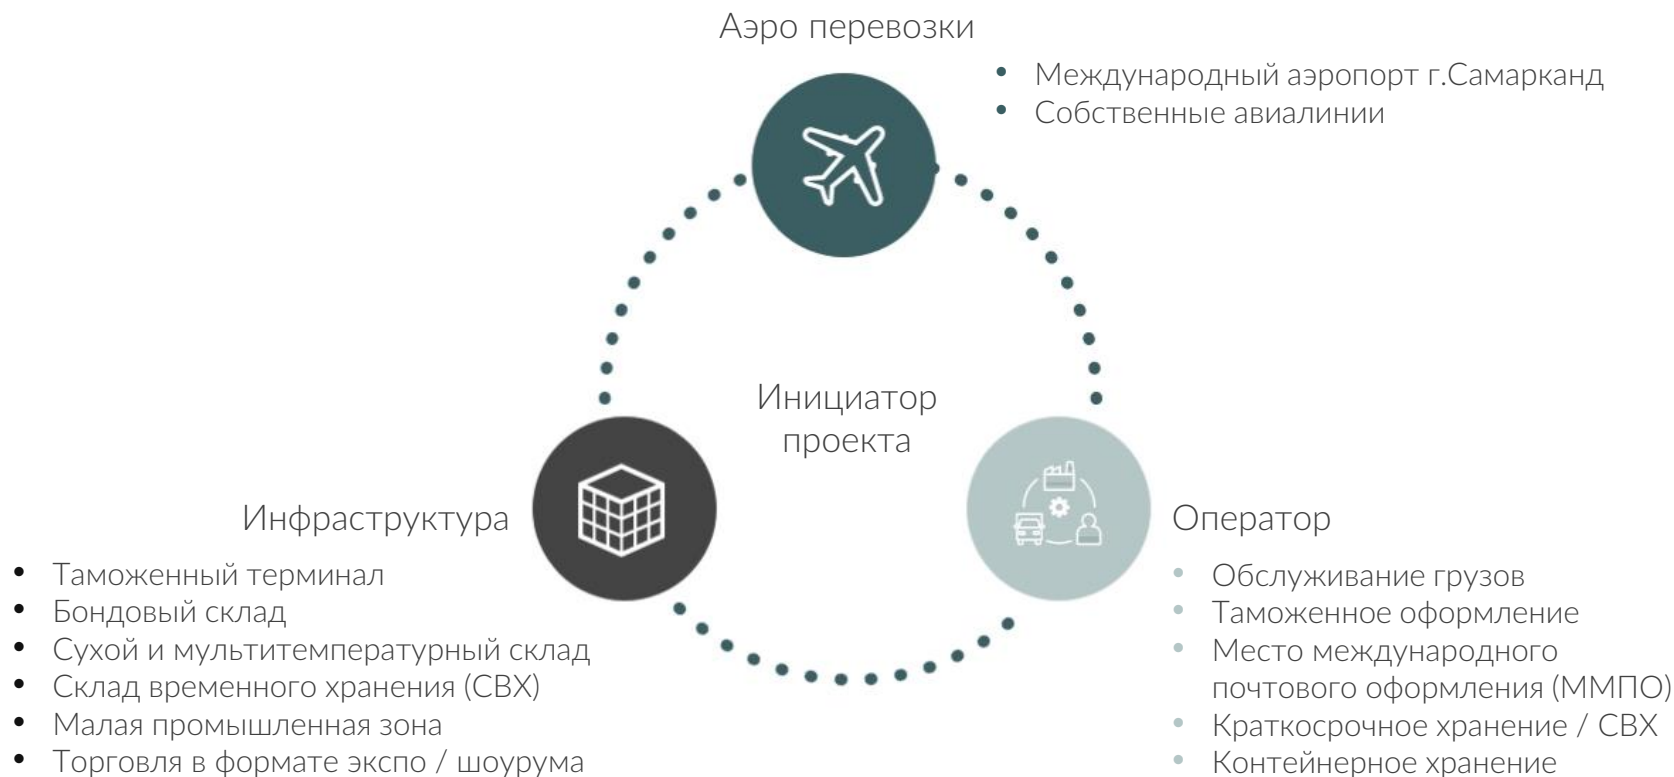 Аэро перевозки
• Международный аэропорт г.Самарканд
• Собственные авиалинии
Инициатор
проекта
Инфраструктура
• Таможенный терминал
• Бондовый склад
• Сухой и мультитемпературный склад
• Склад временного хранения (СВХ)
• Малая промышленная зона
• Торговля в формате экспо / шоурума
Оператор
• Обслуживание грузов
• Таможенное оформление
• Место международного
почтового оформления (ММПО)
• Краткосрочное хранение / СВХ
• Контейнерное хранение